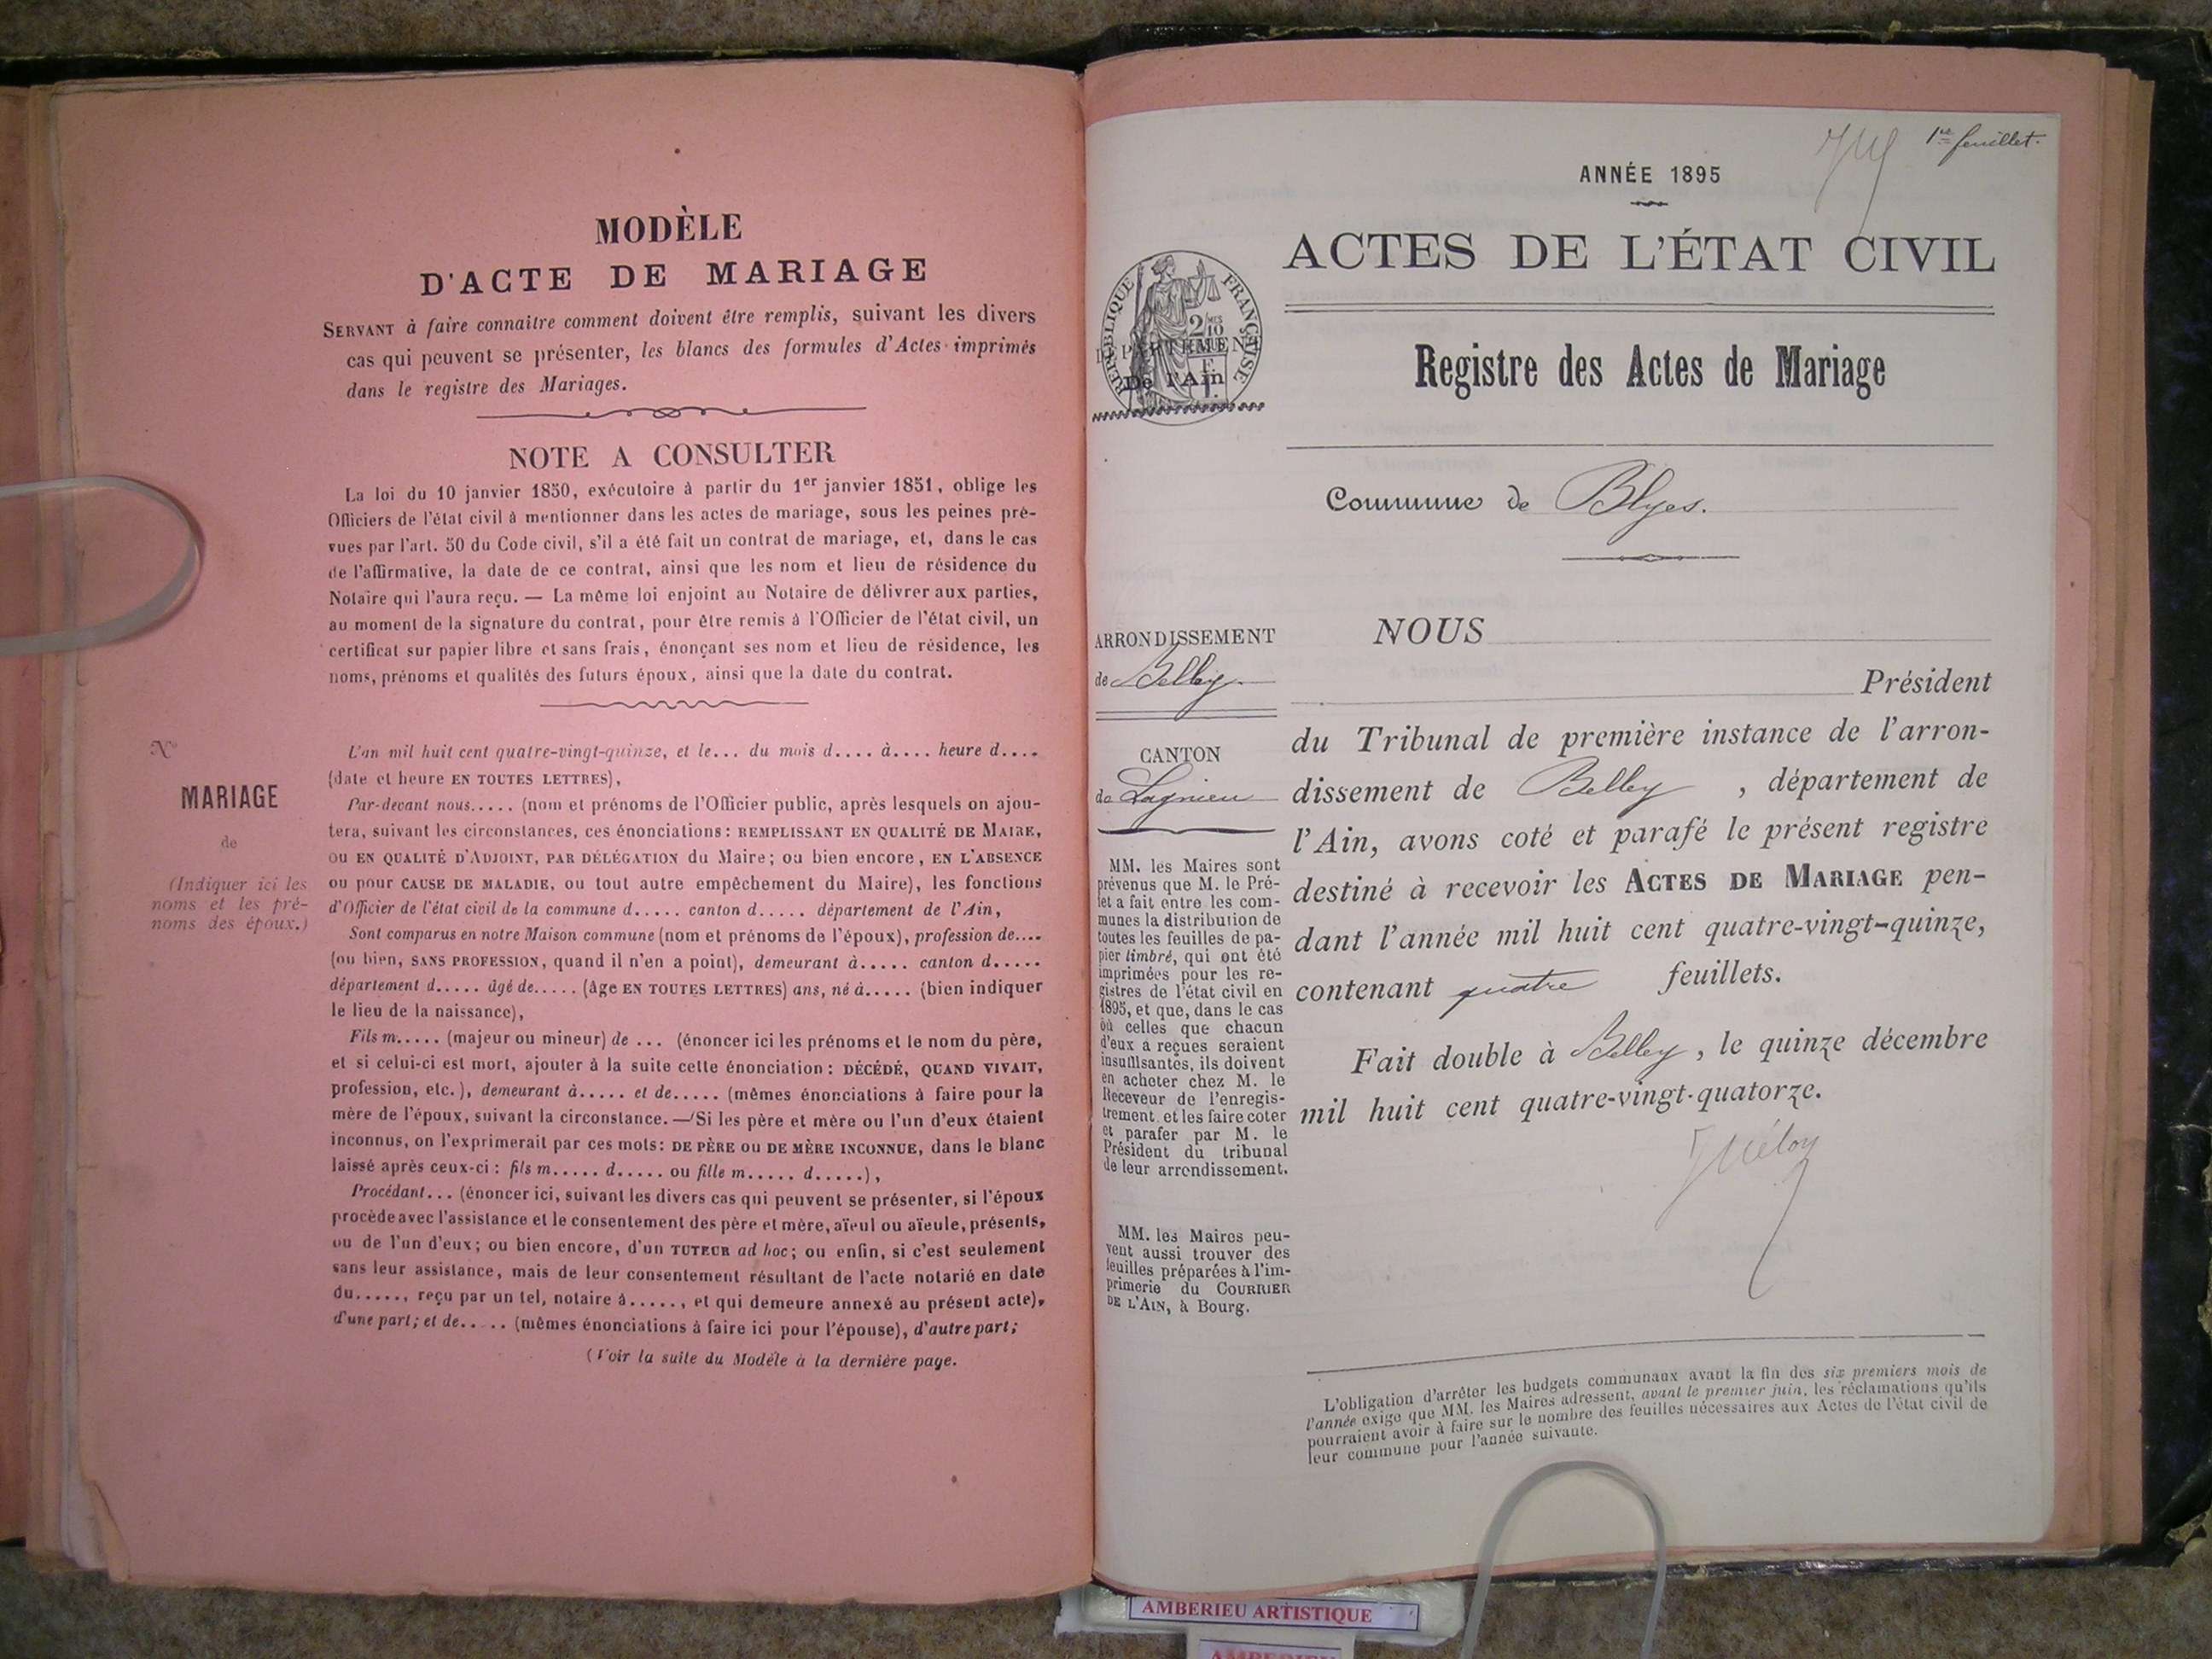 MODÈLE
D'ACTE DE MARIAGE
SERVANT à faire connaître comment doivent être remplis, suivant les divers
cas qui peuvent se présenter, les blancs des formules d'Actes imprimés
dans le registre des Mariages.
NOTE A CONSULTER
La loi du 10 janvier 1850, exécutoire à partir du 1er janvier 1851, oblige les
Officiers de l'état civil à mentionner dans les actes de mariage, sous les peines pré-
vues par l'art. 50 du Code civil, s'il a été fait un contrat de mariage, et, dans le cas
de l'affirmative, la date de ce contrat, ainsi que les nom et lieu de résidence du
Notaire qui l'aura reçu. — La même loi enjoint au Notaire de délivrer aux parties,
au moment de la signature du contrat, pour être remis à l'Officier de l'état civil, un
certificat sur papier libre et sans frais, énonçant ses nom et lieu de résidence, les
noms, prénoms et qualités des futurs époux, ainsi que la date du contrat.
N°
MARIAGE
de
(Indiquer ici les
noms et les pré-
noms des époux.)
L'an mil huit cent quatre-vingt-quinze, et le... du mois d.... à.... heure d....
(date et heure EN TOUTES LETTRES),
Par-devant nous..... (nom et prénoms de l'Officier public, après lesquels on ajou-
tera, suivant les circonstances, ces énonciations : REMPLISSANT EN QUALITÉ DE MAIRE,
ou EN QUALITÉ D'ADJOINT, PAR DÉLÉGATION du Maire; ou bien encore, EN L'ABSENCE
ou pour CAUSE DE MALADIE, ou tout autre empêchement du Maire), les fonctions
d'Officier de l'état civil de la commune d..... canton d..... département de l'Ain,
Sont comparus en notre Maison commune (nom et prénoms de l'époux), profession de....
(ou bien, SANS PROFESSION, quand il n'en a point), demeurant à..... canton d.....
département d..... âgé de..... (âge EN TOUTES LETTRES) ans, né à..... (bien indiquer
le lieu de la naissance),
Fils m..... (majeur ou mineur) de ... (énoncer ici les prénoms et le nom du père,
et si celui-ci est mort, ajouter à la suite cette énonciation : DÉCÉDÉ, QUAND VIVAIT,
profession, etc.), demeurant à..... et de..... (mêmes énonciations à faire pour la
mère de l'époux, suivant la circonstance. — Si les père et mère ou l'un d'eux étaient
inconnus, on l'exprimerait par ces mots : DE PÈRE OU DE MÈRE INCONNUE, dans le blanc
laissé après ceux-ci : fils m..... d..... ou fille m..... d.....),
Procédant... (énoncer ici, suivant les divers cas qui peuvent se présenter, si l'époux
procède avec l'assistance et le consentement des père et mère, aïeul ou aïeule, présents,
ou de l'un d'eux; ou bien encore, d'un TUTEUR ad hoc; ou enfin, si c'est seulement
sans leur assistance, mais de leur consentement résultant de l'acte notarié en date
du....., reçu par un tel, notaire à....., et qui demeure annexé au présent acte),
d'une part; et de..... (mêmes énonciations à faire ici pour l'épouse), d'autre part;
(Voir la suite du Modèle à la dernière page.
1er feuillet.
ANNÉE 1895
ACTES DE L'ÉTAT CIVIL
RÉPUBLIQUE FRANÇAISE
2/10
DÉPARTEMENT
De l'Ain
Registre des Actes de Mariage
Commune de Blyes.
ARRONDISSEMENT
de Belley
CANTON
de Lagnieu
MM. les Maires sont
prévenus que M. le Pré-
fet a fait entre les com-
munes la distribution de
toutes les feuilles de pa-
pier timbré, qui ont été
imprimées pour les re-
gistres de l'état civil en
1895, et que, dans le cas
où celles que chacun
d'eux a reçues seraient
insuffisantes, ils doivent
en acheter chez M. le
Receveur de l'enregis-
trement et les faire coter
et parafer par M. le
Président du tribunal
de leur arrondissement.
MM. les Maires peu-
vent aussi trouver des
feuilles préparées à l'im-
primerie du COURRIER
DE L'AIN, à Bourg.
NOUS
Président
du Tribunal de première instance de l'arron-
dissement de Belley , département de
l'Ain, avons coté et parafé le présent registre
destiné à recevoir les ACTES DE MARIAGE pen-
dant l'année mil huit cent quatre-vingt-quinze,
contenant quatre feuillets.
Fait double à Belley, le quinze décembre
mil huit cent quatre-vingt-quatorze.
L'obligation d'arrêter les budgets communaux avant la fin des six premiers mois de
l'année exige que MM. les Maires adressent, avant le premier juin, les réclamations qu'ils
pourraient avoir à faire sur le nombre des feuilles nécessaires aux Actes de l'état civil de
leur commune pour l'année suivante.
AMBERIEU ARTISTIQUE
AMBERIEU